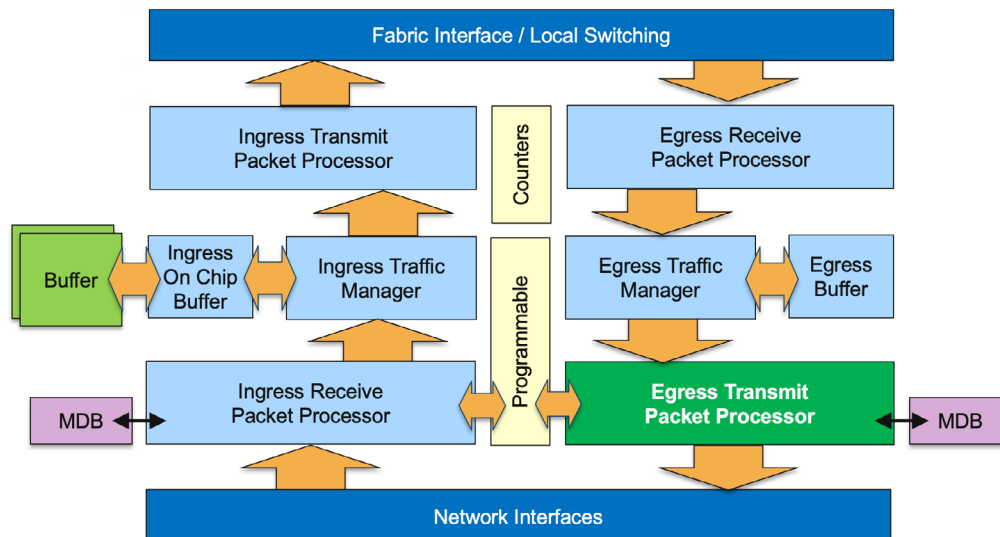 Fabric Interface / Local Switching
Ingress Transmit
Packet Processor
Counters
Egress Receive
Packet Processor
Buffer
Ingress
On Chip
Buffer
Ingress Traffic
Manager
Programmable
Egress Traffic
Manager
Egress
Buffer
MDB
Ingress Receive
Packet Processor
Egress Transmit
Packet Processor
MDB
Network Interfaces